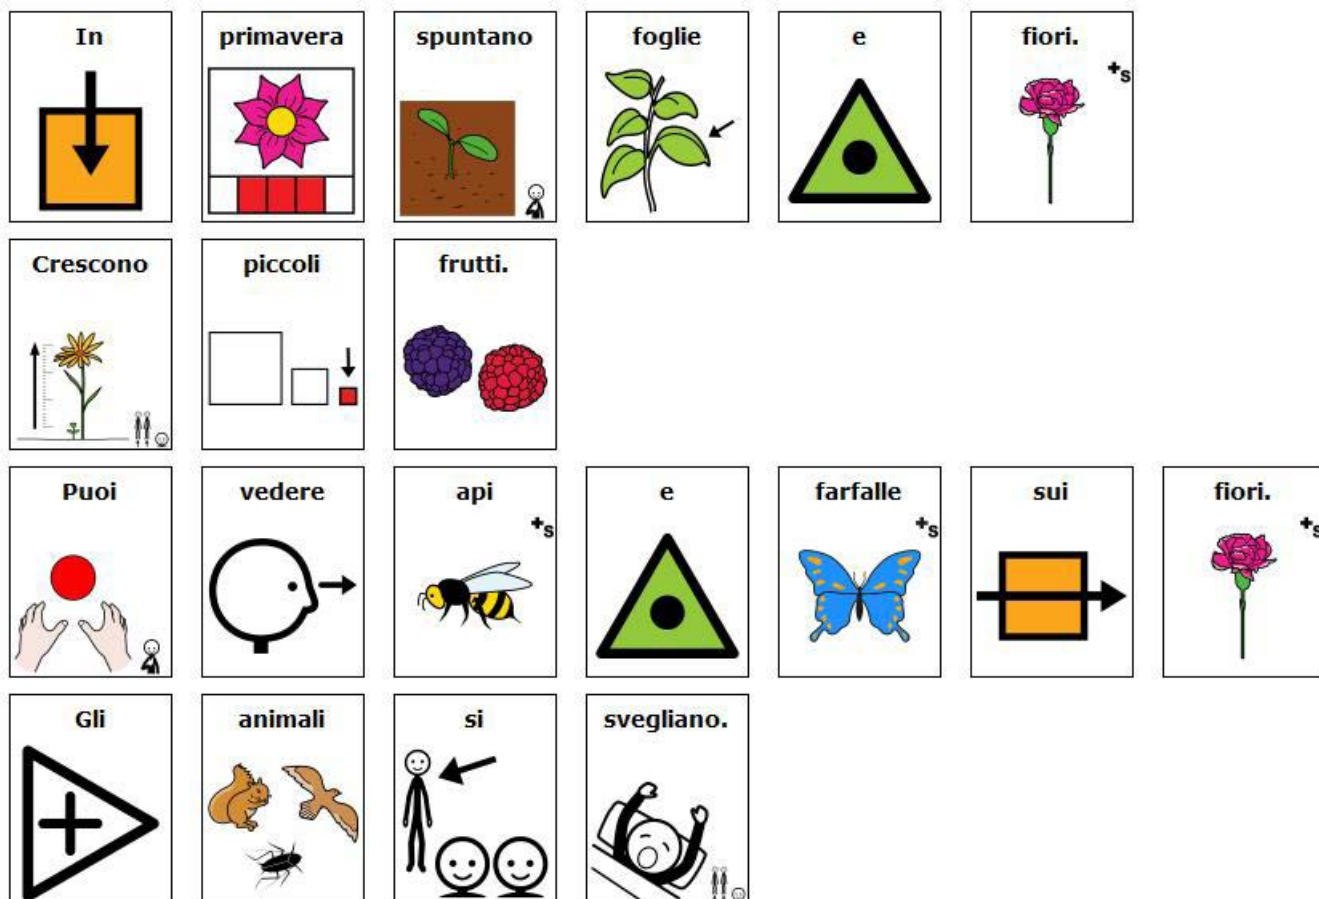 In primavera spuntano foglie e fiori.
+s
Crescono piccoli frutti.
Puoi vedere api e farfalle sui fiori.
+s +s +s
Gli animali si svegliano.